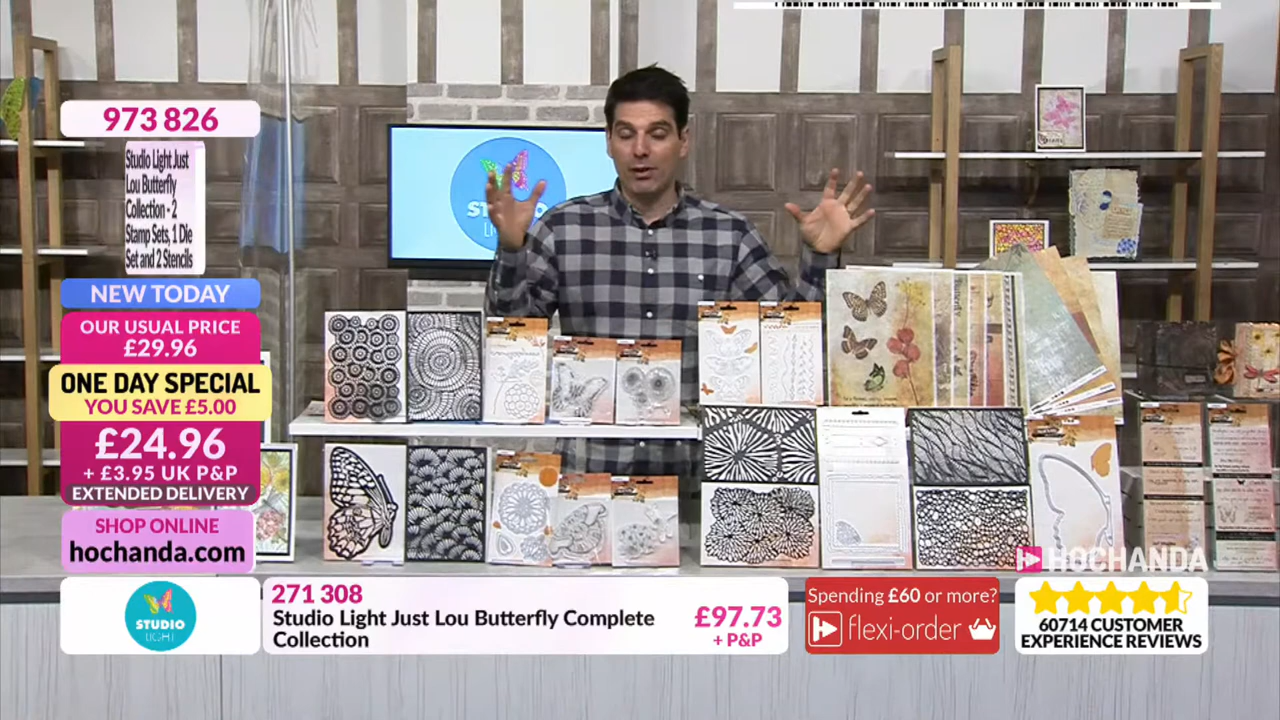 973 826
Studio Light Just
Lou Butterfly
Collection - 2
Stamp Sets, 1 Die
Set and 2 Stencils
NEW TODAY
OUR USUAL PRICE
£29.96
ONE DAY SPECIAL
YOU SAVE £5.00
£24.96
+ £3.95 UK P&P
EXTENDED DELIVERY
SHOP ONLINE
hochanda.com
HOCHANDA
STUDIO
LIGHT
271 308
Studio Light Just Lou Butterfly Complete
Collection
£97.73
+ P&P
Spending £60 or more?
flexi-order
60714 CUSTOMER
EXPERIENCE REVIEWS